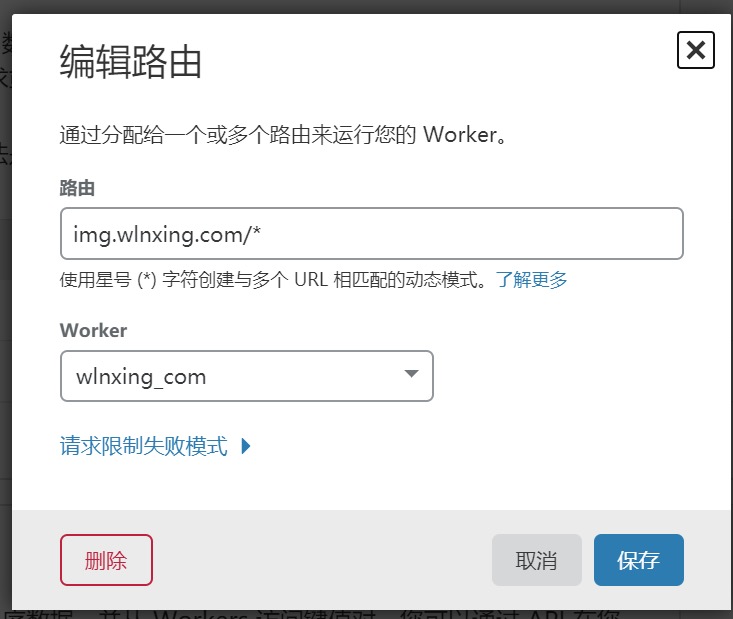 编辑路由
通过分配给一个或多个路由来运行您的 Worker。
路由
img.wlnxing.com/*
使用星号 (*) 字符创建与多个 URL 相匹配的动态模式。了解更多
Worker
wlnxing_com
请求限制失败模式
删除
取消
保存